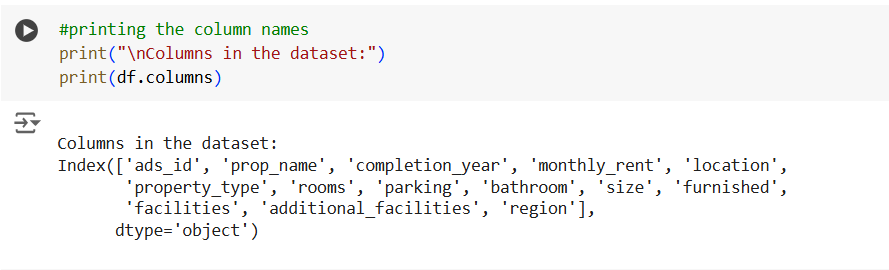 #printing the column names
print("\nColumns in the dataset:")
print(df.columns)
Columns in the dataset:
Index(['ads_id', 'prop_name', 'completion_year', 'monthly_rent', 'location',
       'property_type', 'rooms', 'parking', 'bathroom', 'size', 'furnished',
       'facilities', 'additional_facilities', 'region'],
      dtype='object')